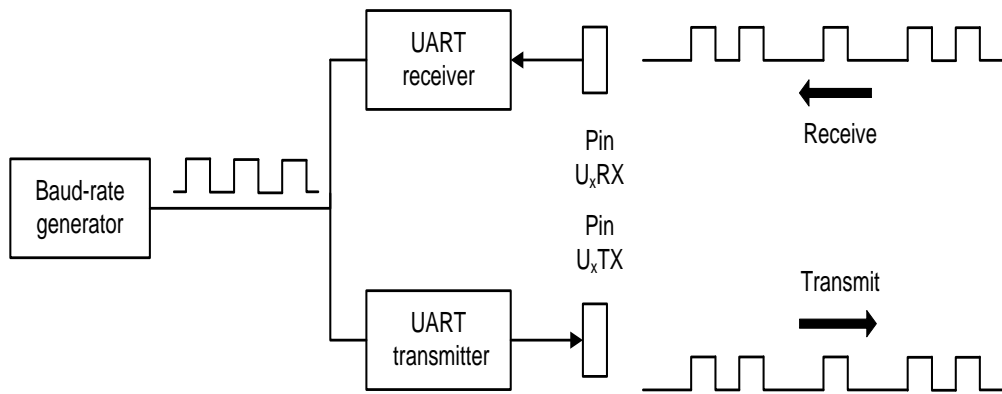 UART
receiver
Receive
Pin
UₓRX
Baud-rate
generator
Pin
UₓTX
Transmit
UART
transmitter